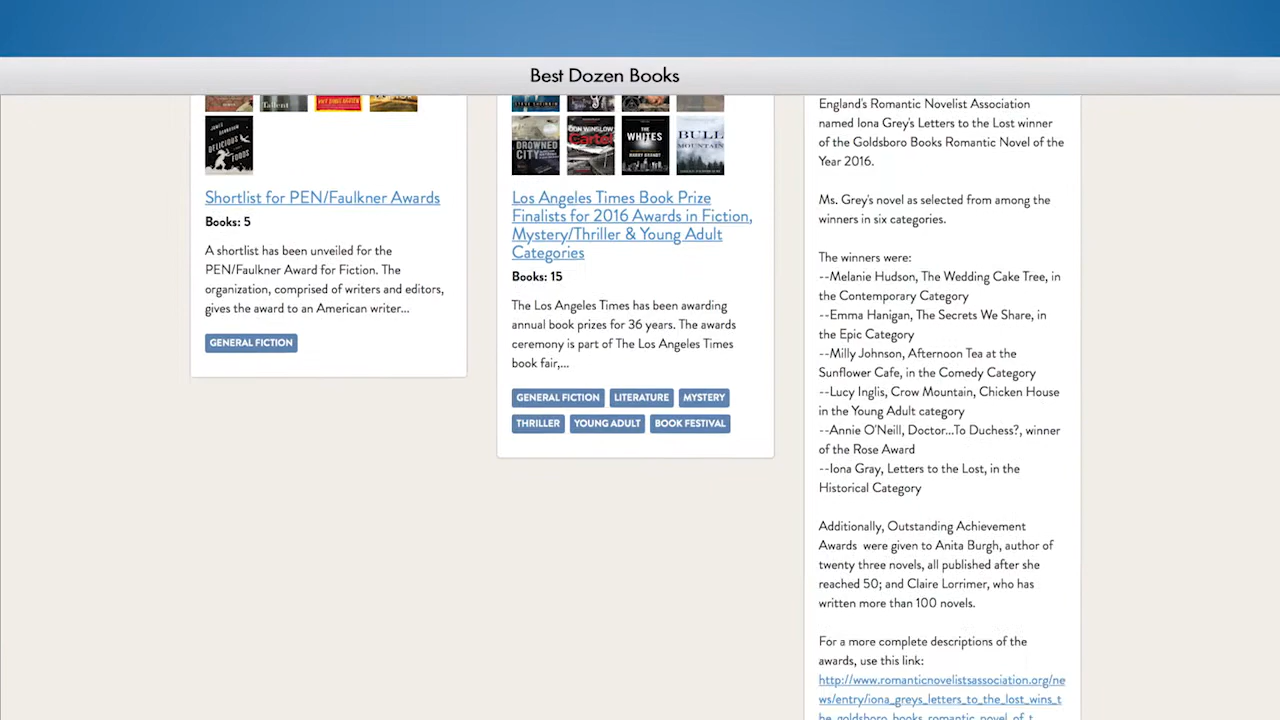 Best Dozen Books
Tallent
DELICIOUS
FOODS
Shortlist for PEN/Faulkner Awards
Books: 5
A shortlist has been unveiled for the
PEN/Faulkner Award for Fiction. The
organization, comprised of writers and editors,
gives the award to an American writer...
GENERAL FICTION
DROWNED
CITY
DON WINSLOW
Cartel
THE
WHITES
HARRY BRANDT
BULL
MOUNTAIN
Los Angeles Times Book Prize
Finalists for 2016 Awards in Fiction,
Mystery/Thriller & Young Adult
Categories
Books: 15
The Los Angeles Times has been awarding
annual book prizes for 36 years. The awards
ceremony is part of The Los Angeles Times
book fair,...
GENERAL FICTION LITERATURE MYSTERY
THRILLER YOUNG ADULT BOOK FESTIVAL
England's Romantic Novelist Association
named Iona Grey's Letters to the Lost winner
of the Goldsboro Books Romantic Novel of the
Year 2016.
Ms. Grey's novel as selected from among the
winners in six categories.
The winners were:
--Melanie Hudson, The Wedding Cake Tree, in
the Contemporary Category
--Emma Hanigan, The Secrets We Share, in
the Epic Category
--Milly Johnson, Afternoon Tea at the
Sunflower Cafe, in the Comedy Category
--Lucy Inglis, Crow Mountain, Chicken House
in the Young Adult category
--Annie O'Neill, Doctor...To Duchess?, winner
of the Rose Award
--Iona Gray, Letters to the Lost, in the
Historical Category
Additionally, Outstanding Achievement
Awards were given to Anita Burgh, author of
twenty three novels, all published after she
reached 50; and Claire Lorrimer, who has
written more than 100 novels.
For a more complete descriptions of the
awards, use this link:
http://www.romanticnovelistsassociation.org/ne
ws/entry/iona_greys_letters_to_the_lost_wins_t
he_goldsboro_books_romantic_novel_of_t